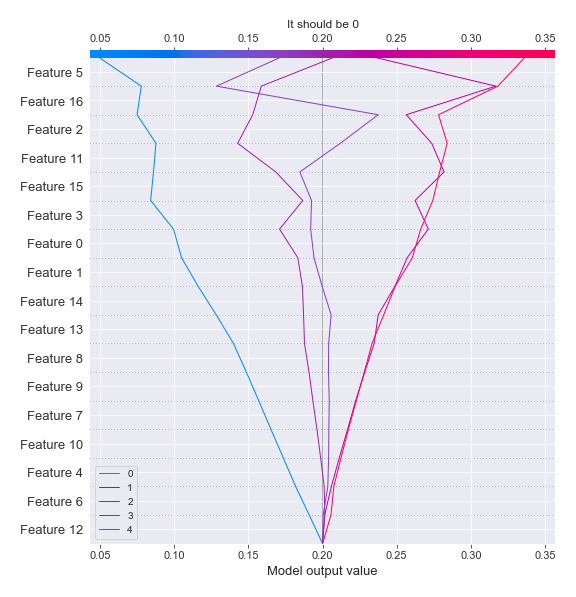 It should be 0
0.05 0.10 0.15 0.20 0.25 0.30 0.35
Feature 5
Feature 16
Feature 2
Feature 11
Feature 15
Feature 3
Feature 0
Feature 1
Feature 14
Feature 13
Feature 8
Feature 9
Feature 7
Feature 10
Feature 4
Feature 6
Feature 12
0
1
2
3
4
0.05 0.10 0.15 0.20 0.25 0.30 0.35
Model output value